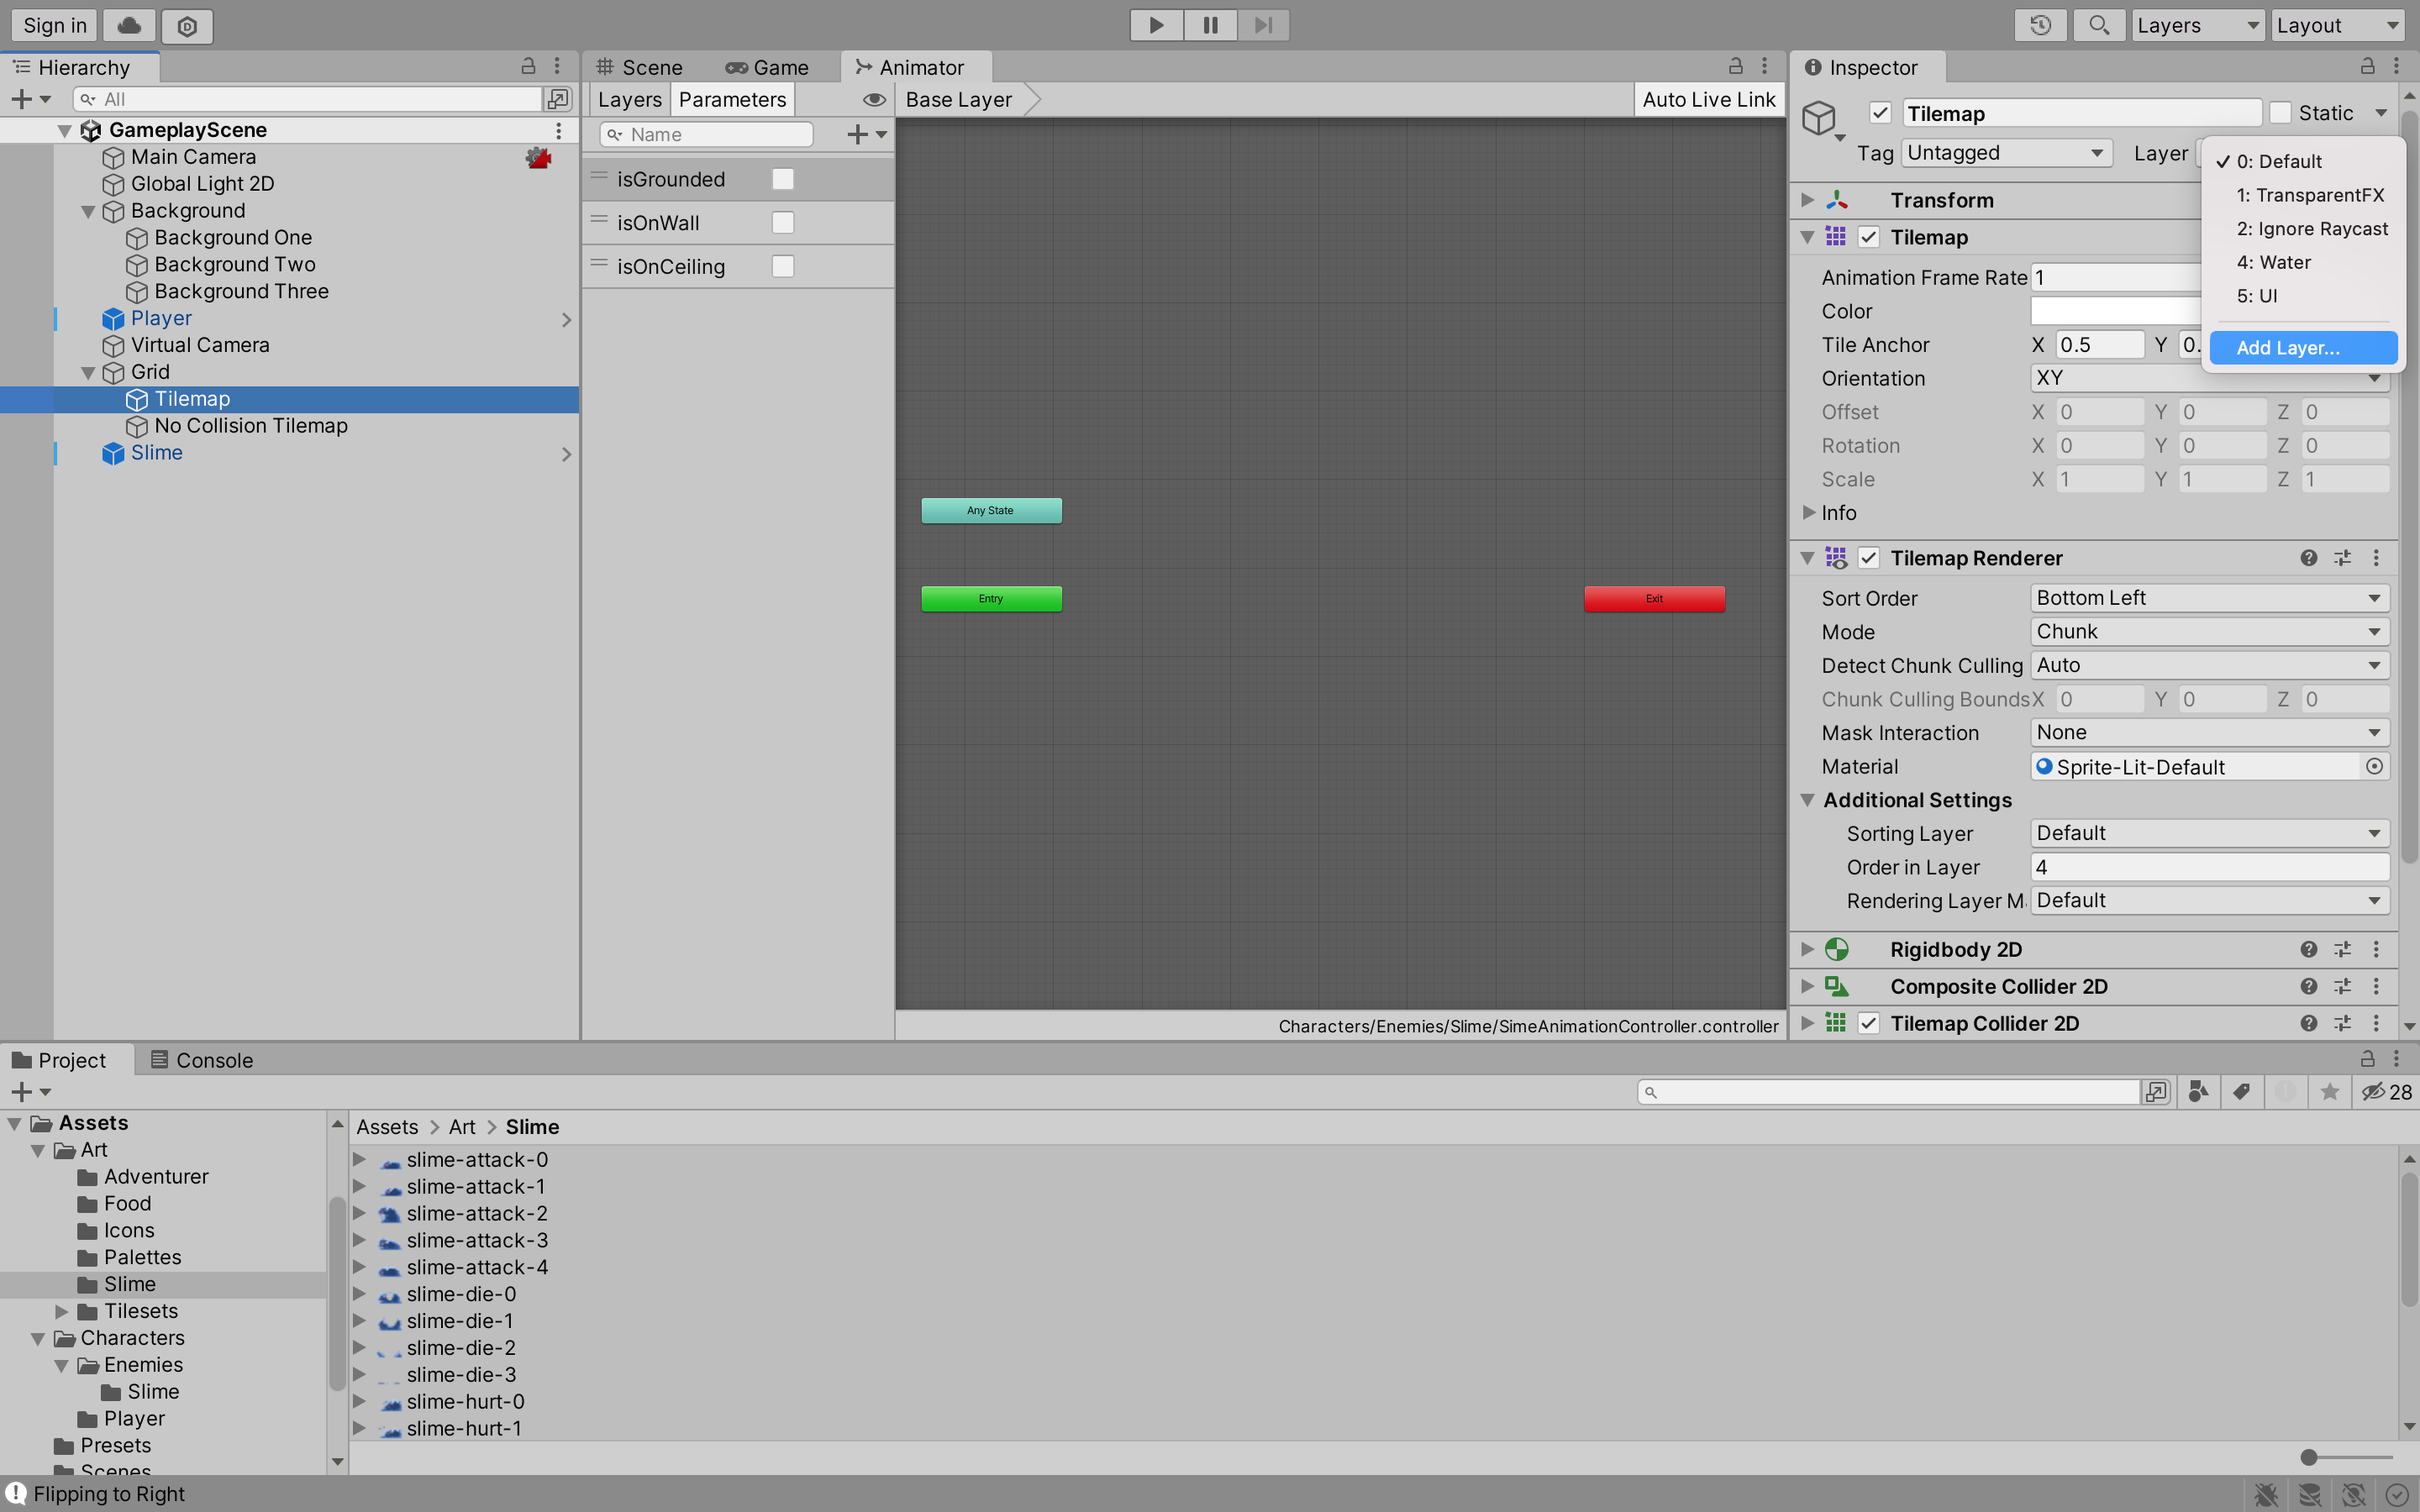 Sign in
Layers
Layout
Hierarchy
All
GameplayScene
Main Camera
Global Light 2D
Background
Background One
Background Two
Background Three
Player
Virtual Camera
Grid
Tilemap
No Collision Tilemap
Slime
Scene
Game
Animator
Layers
Parameters
Base Layer
Auto Live Link
Name
isGrounded
isOnWall
isOnCeiling
Any State
Entry
Exit
Characters/Enemies/Slime/SimeAnimationController.controller
Inspector
Tilemap
Static
Tag Untagged
Layer
0: Default
1: TransparentFX
2: Ignore Raycast
4: Water
5: UI
Add Layer...
Transform
Tilemap
Animation Frame Rate 1
Color
Tile Anchor X 0.5 Y 0.
Orientation XY
Offset X 0 Y 0 Z 0
Rotation X 0 Y 0 Z 0
Scale X 1 Y 1 Z 1
Info
Tilemap Renderer
Sort Order Bottom Left
Mode Chunk
Detect Chunk Culling Auto
Chunk Culling Bounds X 0 Y 0 Z 0
Mask Interaction None
Material Sprite-Lit-Default
Additional Settings
Sorting Layer Default
Order in Layer 4
Rendering Layer M Default
Rigidbody 2D
Composite Collider 2D
Tilemap Collider 2D
Project
Console
28
Assets
Art
Adventurer
Food
Icons
Palettes
Slime
Tilesets
Characters
Enemies
Slime
Player
Presets
Scenes
Assets > Art > Slime
slime-attack-0
slime-attack-1
slime-attack-2
slime-attack-3
slime-attack-4
slime-die-0
slime-die-1
slime-die-2
slime-die-3
slime-hurt-0
slime-hurt-1
Flipping to Right